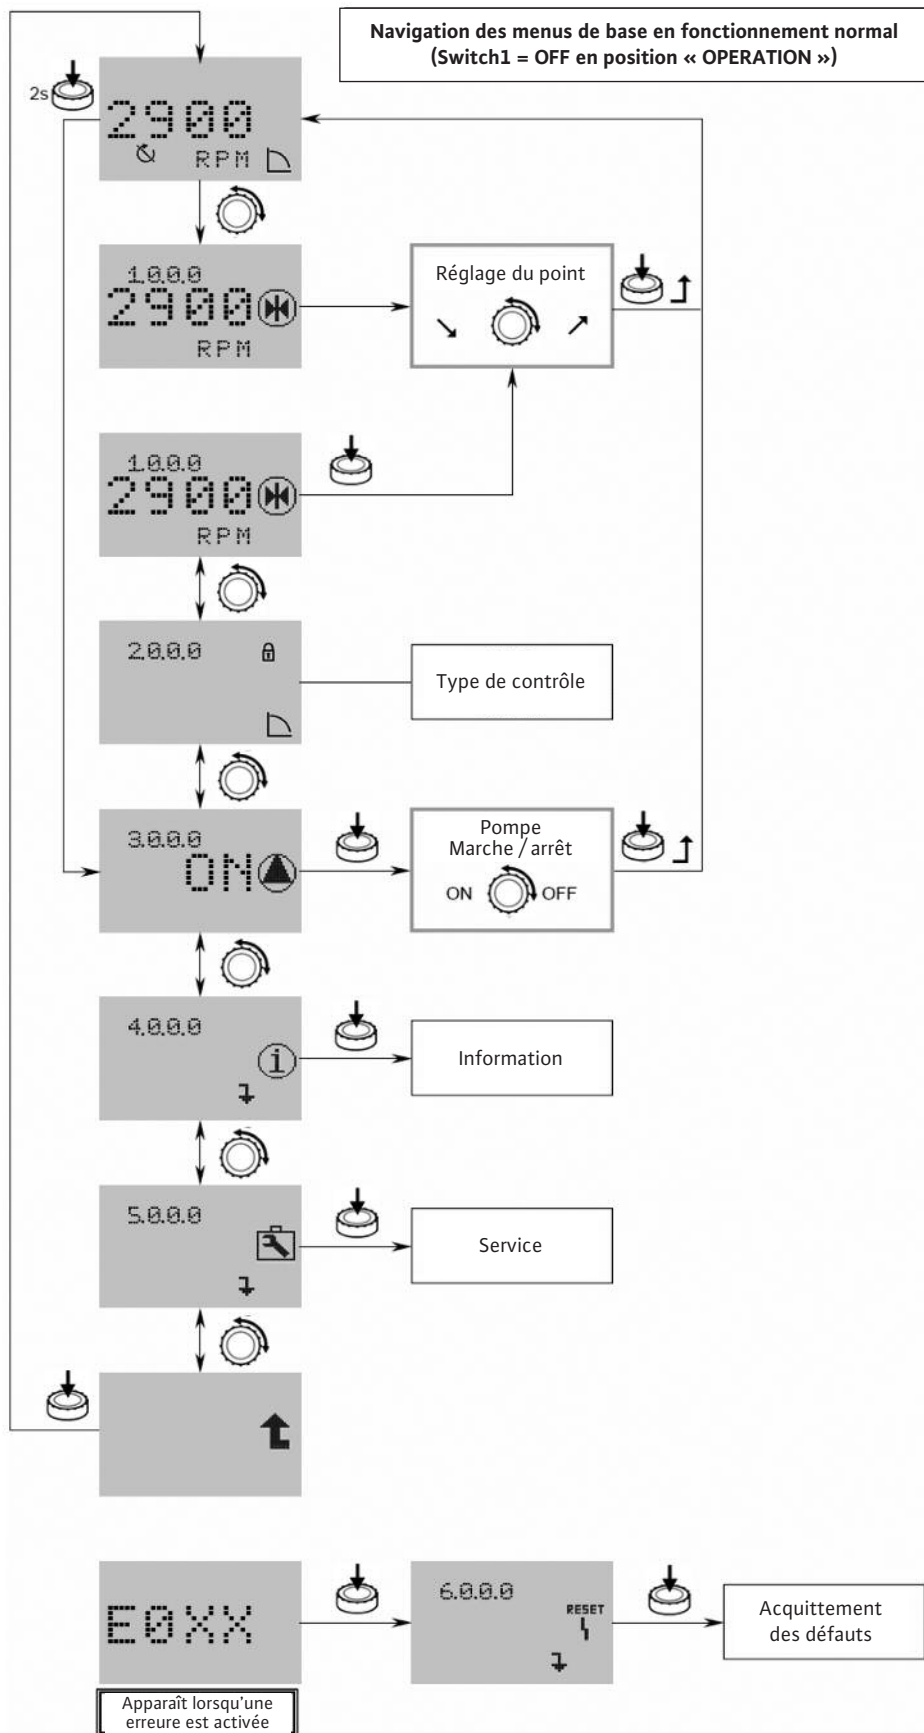 Navigation des menus de base en fonctionnement normal
(Switch1 = OFF en position « OPERATION »)
2s
2900
RPM
1.0.0.0
2900
RPM
Réglage du point
1.0.0.0
2900
RPM
2.0.0.0
Type de contrôle
3.0.0.0
ON
Pompe
Marche / arrêt
ON OFF
4.0.0.0
i
Information
5.0.0.0
Service
E0XX
6.0.0.0
RESET
Acquittement
des défauts
Apparaît lorsqu'une
erreure est activée